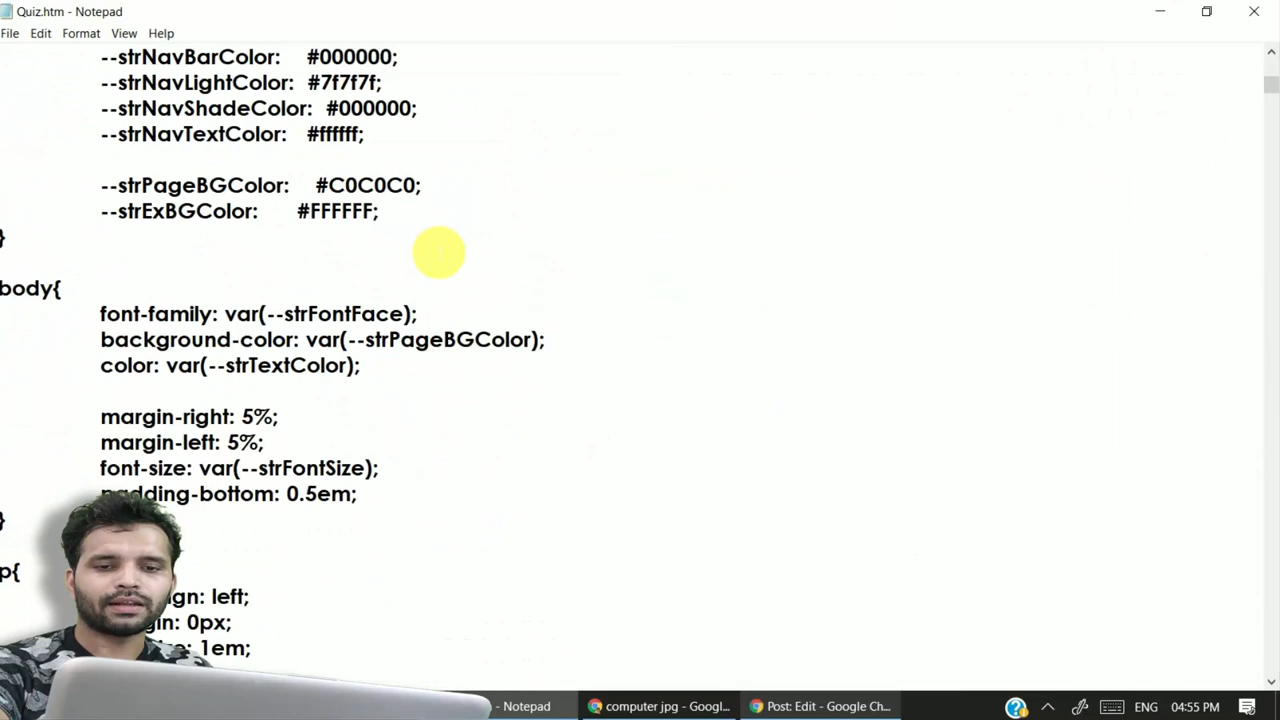 Quiz.htm - Notepad
File Edit Format View Help
--strNavBarColor: #000000;
--strNavLightColor: #7f7f7f;
--strNavShadeColor: #000000;
--strNavTextColor: #ffffff;
--strPageBGColor: #C0C0C0;
--strExBGColor: #FFFFFF;
}
body{
font-family: var(--strFontFace);
background-color: var(--strPageBGColor);
color: var(--strTextColor);
margin-right: 5%;
margin-left: 5%;
font-size: var(--strFontSize);
padding-bottom: 0.5em;
}
p{
left;
0px;
1em;
- Notepad computer jpg - Googl... Post: Edit - Google Ch... ENG 04:55 PM